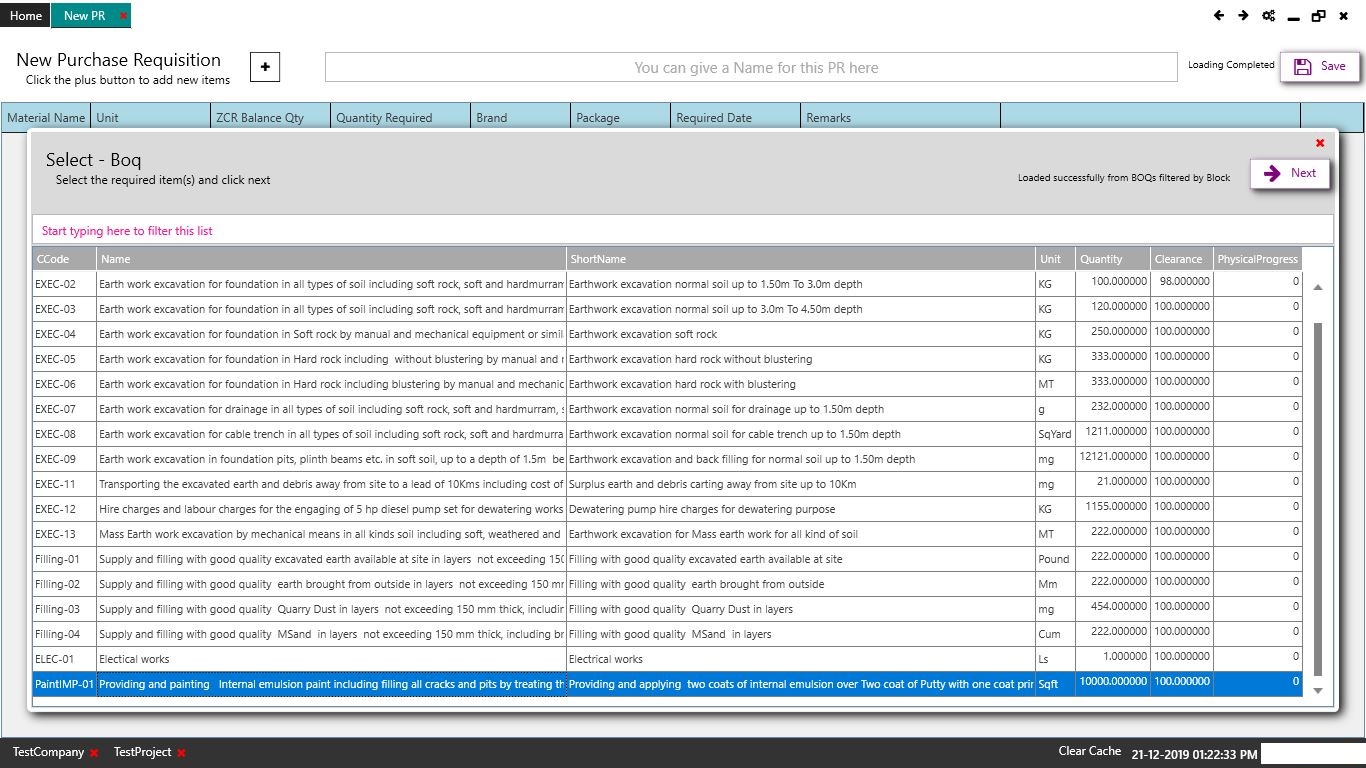 Home New PR
New Purchase Requisition
Click the plus button to add new items
You can give a Name for this PR here
Loading Completed
Save
Material Name Unit ZCR Balance Qty Quantity Required Brand Package Required Date Remarks
Select - Boq
Select the required item(s) and click next
Loaded successfully from BOQs filtered by Block
Next
Start typing here to filter this list
CCode Name ShortName Unit Quantity Clearance PhysicalProgress
EXEC-02 Earth work excavation for foundation in all types of soil including soft rock, soft and hardmurram Earthwork excavation normal soil up to 1.50m To 3.0m depth KG 100.000000 98.000000 0
EXEC-03 Earth work excavation for foundation in all types of soil including soft rock, soft and hardmurram Earthwork excavation normal soil up to 3.0m To 4.50m depth KG 120.000000 100.000000 0
EXEC-04 Earth work excavation for foundation in Soft rock by manual and mechanical equipment or simil Earthwork excavation soft rock KG 250.000000 100.000000 0
EXEC-05 Earth work excavation for foundation in Hard rock including without blustering by manual and Earthwork excavation hard rock without blustering KG 333.000000 100.000000 0
EXEC-06 Earth work excavation for foundation in Hard rock including blustering by manual and mechanic Earthwork excavation hard rock with blustering MT 333.000000 100.000000 0
EXEC-07 Earth work excavation for drainage in all types of soil including soft rock, soft and hardmurram, Earthwork excavation normal soil for drainage up to 1.50m depth g 232.000000 100.000000 0
EXEC-08 Earth work excavation for cable trench in all types of soil including soft rock, soft and hardmurra Earthwork excavation normal soil for cable trench up to 1.50m depth SqYard 1211.000000 100.000000 0
EXEC-09 Earth work excavation in foundation pits, plinth beams etc. in soft soil, up to a depth of 1.5m be Earthwork excavation and back filling for normal soil up to 1.50m depth mg 12121.000000 100.000000 0
EXEC-11 Transporting the excavated earth and debris away from site to a lead of 10Kms including cost of Surplus earth and debris carting away from site up to 10Km mg 21.000000 100.000000 0
EXEC-12 Hire charges and labour charges for the engaging of 5 hp diesel pump set for dewatering works Dewatering pump hire charges for dewatering purpose KG 1155.000000 100.000000 0
EXEC-13 Mass Earth work excavation by mechanical means in all kinds soil including soft, weathered and Earthwork excavation for Mass earth work for all kind of soil MT 222.000000 100.000000 0
Filling-01 Supply and filling with good quality excavated earth available at site in layers not exceeding 150 Filling with good quality excavated earth available at site Pound 222.000000 100.000000 0
Filling-02 Supply and filling with good quality earth brought from outside in layers not exceeding 150 mm Filling with good quality earth brought from outside Mm 222.000000 100.000000 0
Filling-03 Supply and filling with good quality Quarry Dust in layers not exceeding 150 mm thick, includin Filling with good quality Quarry Dust in layers mg 454.000000 100.000000 0
Filling-04 Supply and filling with good quality MSand in layers not exceeding 150 mm thick, including br Filling with good quality MSand in layers Cum 222.000000 100.000000 0
ELEC-01 Electical works Electrical works Ls 1.000000 100.000000 0
PaintIMP-01 Providing and painting Internal emulsion paint including filling all cracks and pits by treating th Providing and applying two coats of internal emulsion over Two coat of Putty with one coat prin Sqft 10000.000000 100.000000 0
TestCompany TestProject Clear Cache 21-12-2019 01:22:33 PM